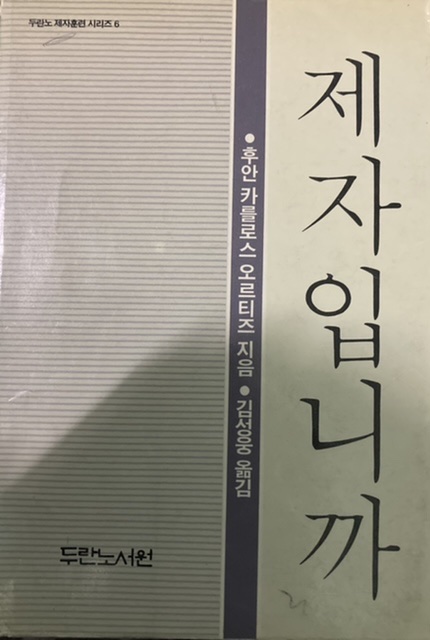 두란노 제자훈련 시리즈 6
제자입니까
●후안 카를로스 오르티즈 지음 ●김성웅 옮김
두란노서원